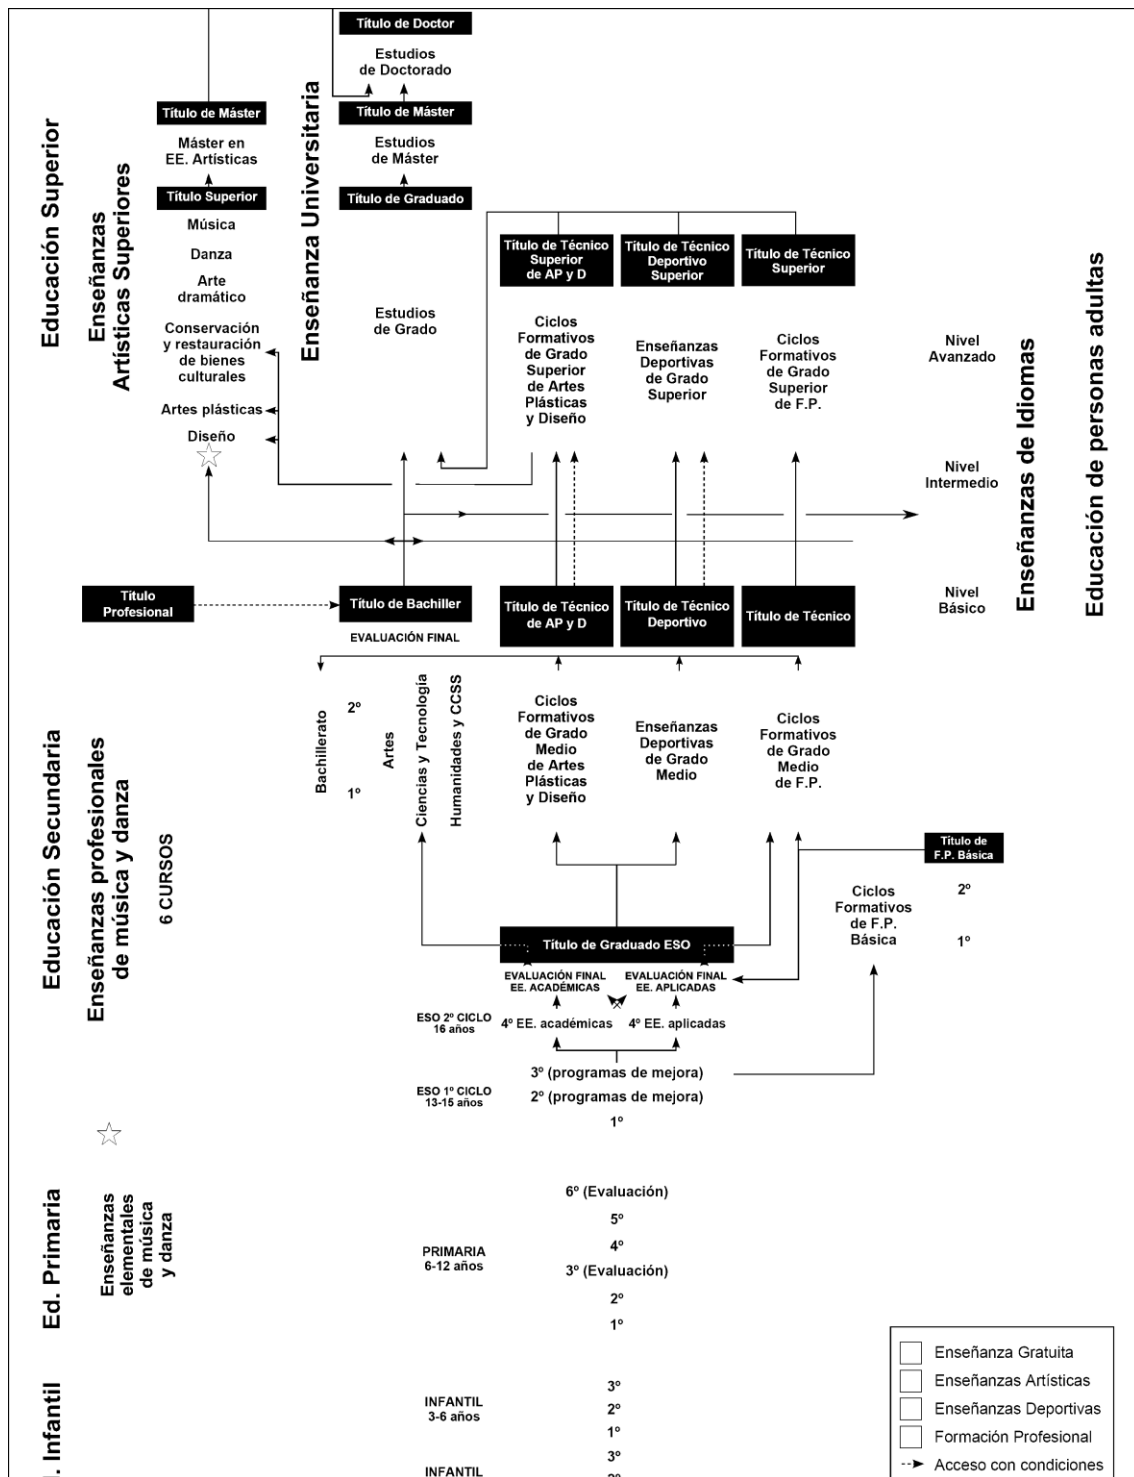 Título de Doctor
Estudios
de Doctorado
Título de Máster
Título de Máster
Máster en
EE. Artísticas
Estudios
de Máster
Título Superior
Título de Graduado
Educación Superior
Enseñanzas
Artísticas Superiores
Enseñanza Universitaria
Música
Danza
Arte
dramático
Conservación
y restauración
de bienes
culturales
Artes plásticas
Diseño
Estudios
de Grado
Título de Técnico
Superior
de AP y D
Título de Técnico
Deportivo
Superior
Título de Técnico
Superior
Ciclos
Formativos
de Grado
Superior
de Artes
Plásticas
y Diseño
Enseñanzas
Deportivas
de Grado
Superior
Ciclos
Formativos
de Grado
Superior
de F.P.
Nivel
Avanzado
Nivel
Intermedio
Nivel
Básico
Enseñanzas de Idiomas
Educación de personas adultas
Título
Profesional
Título de Bachiller
EVALUACIÓN FINAL
Título de Técnico
de AP y D
Título de Técnico
Deportivo
Título de Técnico
Educación Secundaria
Enseñanzas profesionales
de música y danza
6 CURSOS
Bachillerato
2º
1º
Artes
Ciencias y Tecnología
Humanidades y CCSS
Ciclos
Formativos
de Grado
Medio
de Artes
Plásticas
y Diseño
Enseñanzas
Deportivas
de Grado
Medio
Ciclos
Formativos
de Grado
Medio
de F.P.
Título de
F.P. Básica
Ciclos
Formativos
de F.P.
Básica
2º
1º
Título de Graduado ESO
EVALUACIÓN FINAL
EE. ACADÉMICAS
EVALUACIÓN FINAL
EE. APLICADAS
ESO 2º CICLO
16 años
4º EE. académicas
4º EE. aplicadas
3º (programas de mejora)
ESO 1º CICLO
13-15 años
2º (programas de mejora)
1º
Ed. Primaria
Enseñanzas
elementales
de música
y danza
PRIMARIA
6-12 años
6º (Evaluación)
5º
4º
3º (Evaluación)
2º
1º
Infantil
INFANTIL
3-6 años
3º
2º
1º
3º
INFANTIL
Enseñanza Gratuita
Enseñanzas Artísticas
Enseñanzas Deportivas
Formación Profesional
Acceso con condiciones